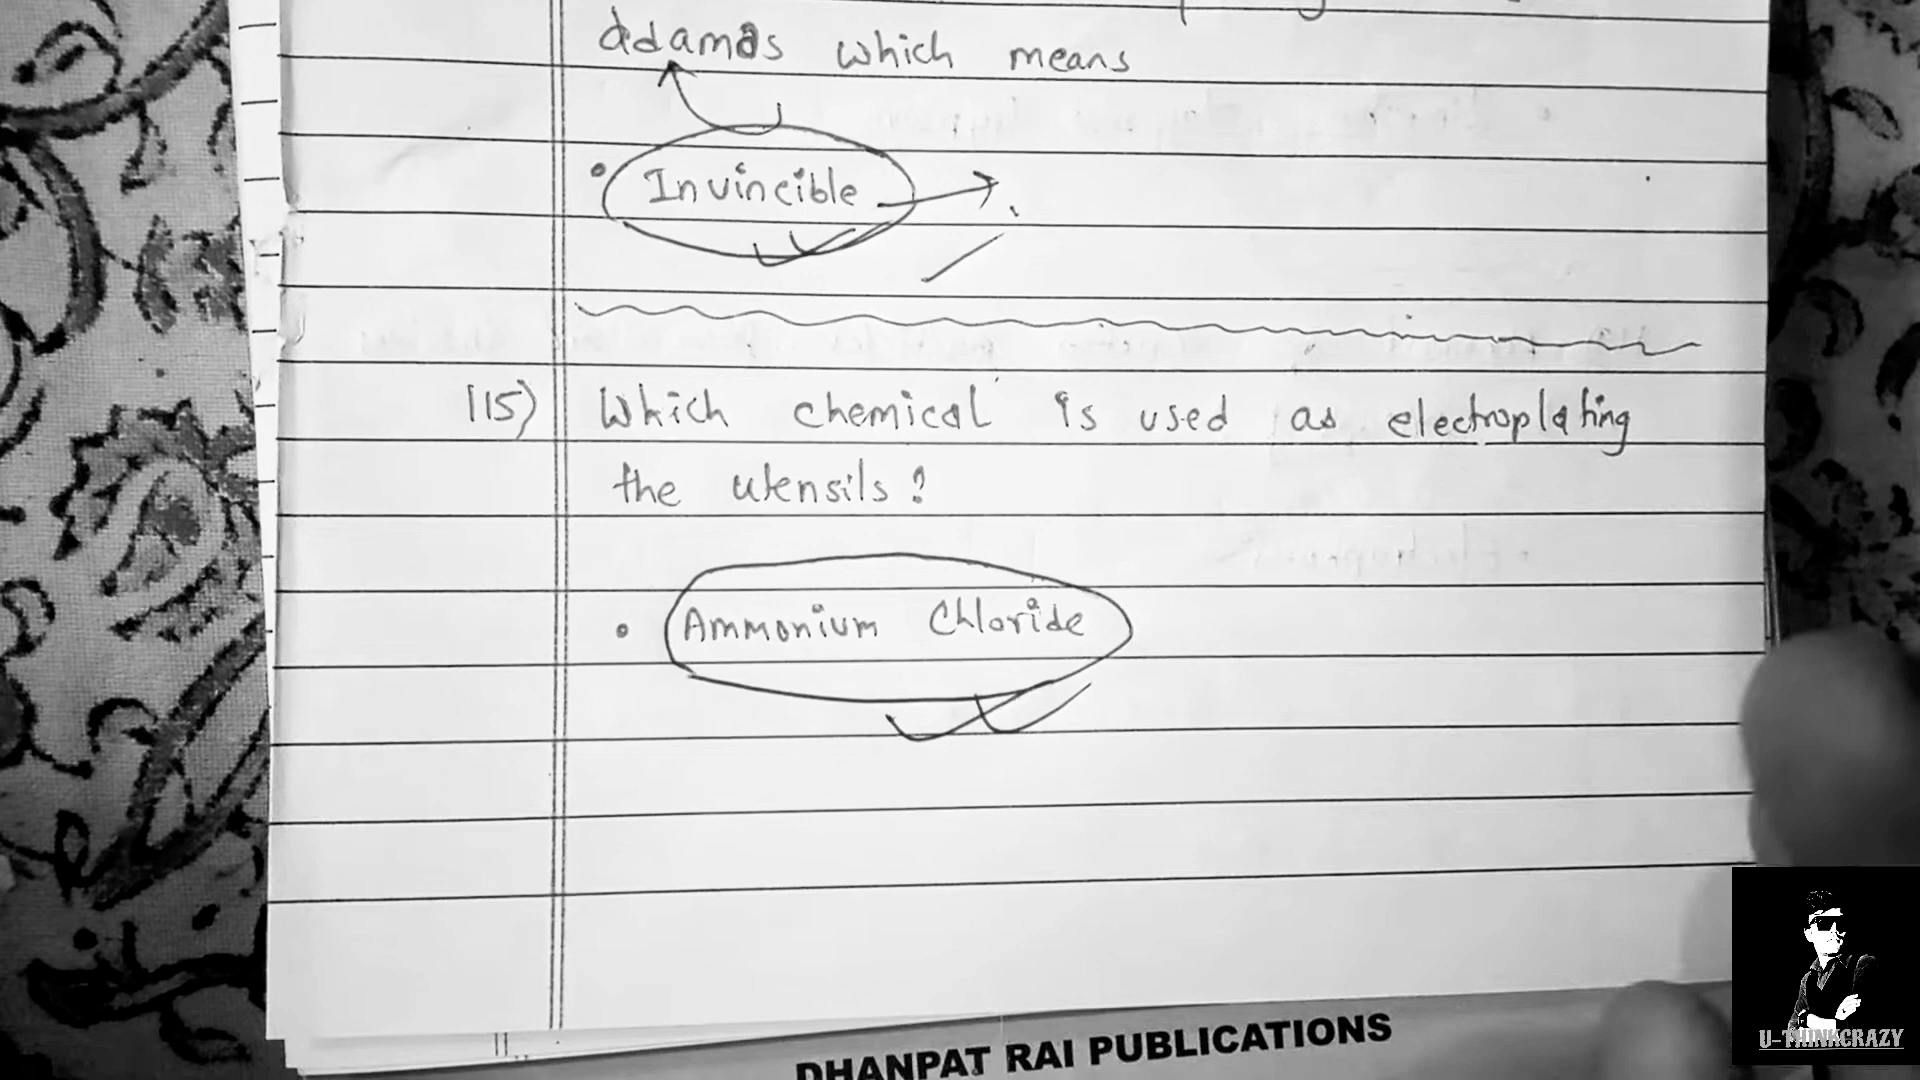 Adamas which means
• Invincible
115) Which chemical is used as electroplating
the utensils?
• Ammonium Chloride
DHANPAT RAI PUBLICATIONS
U-THINKCRAZY